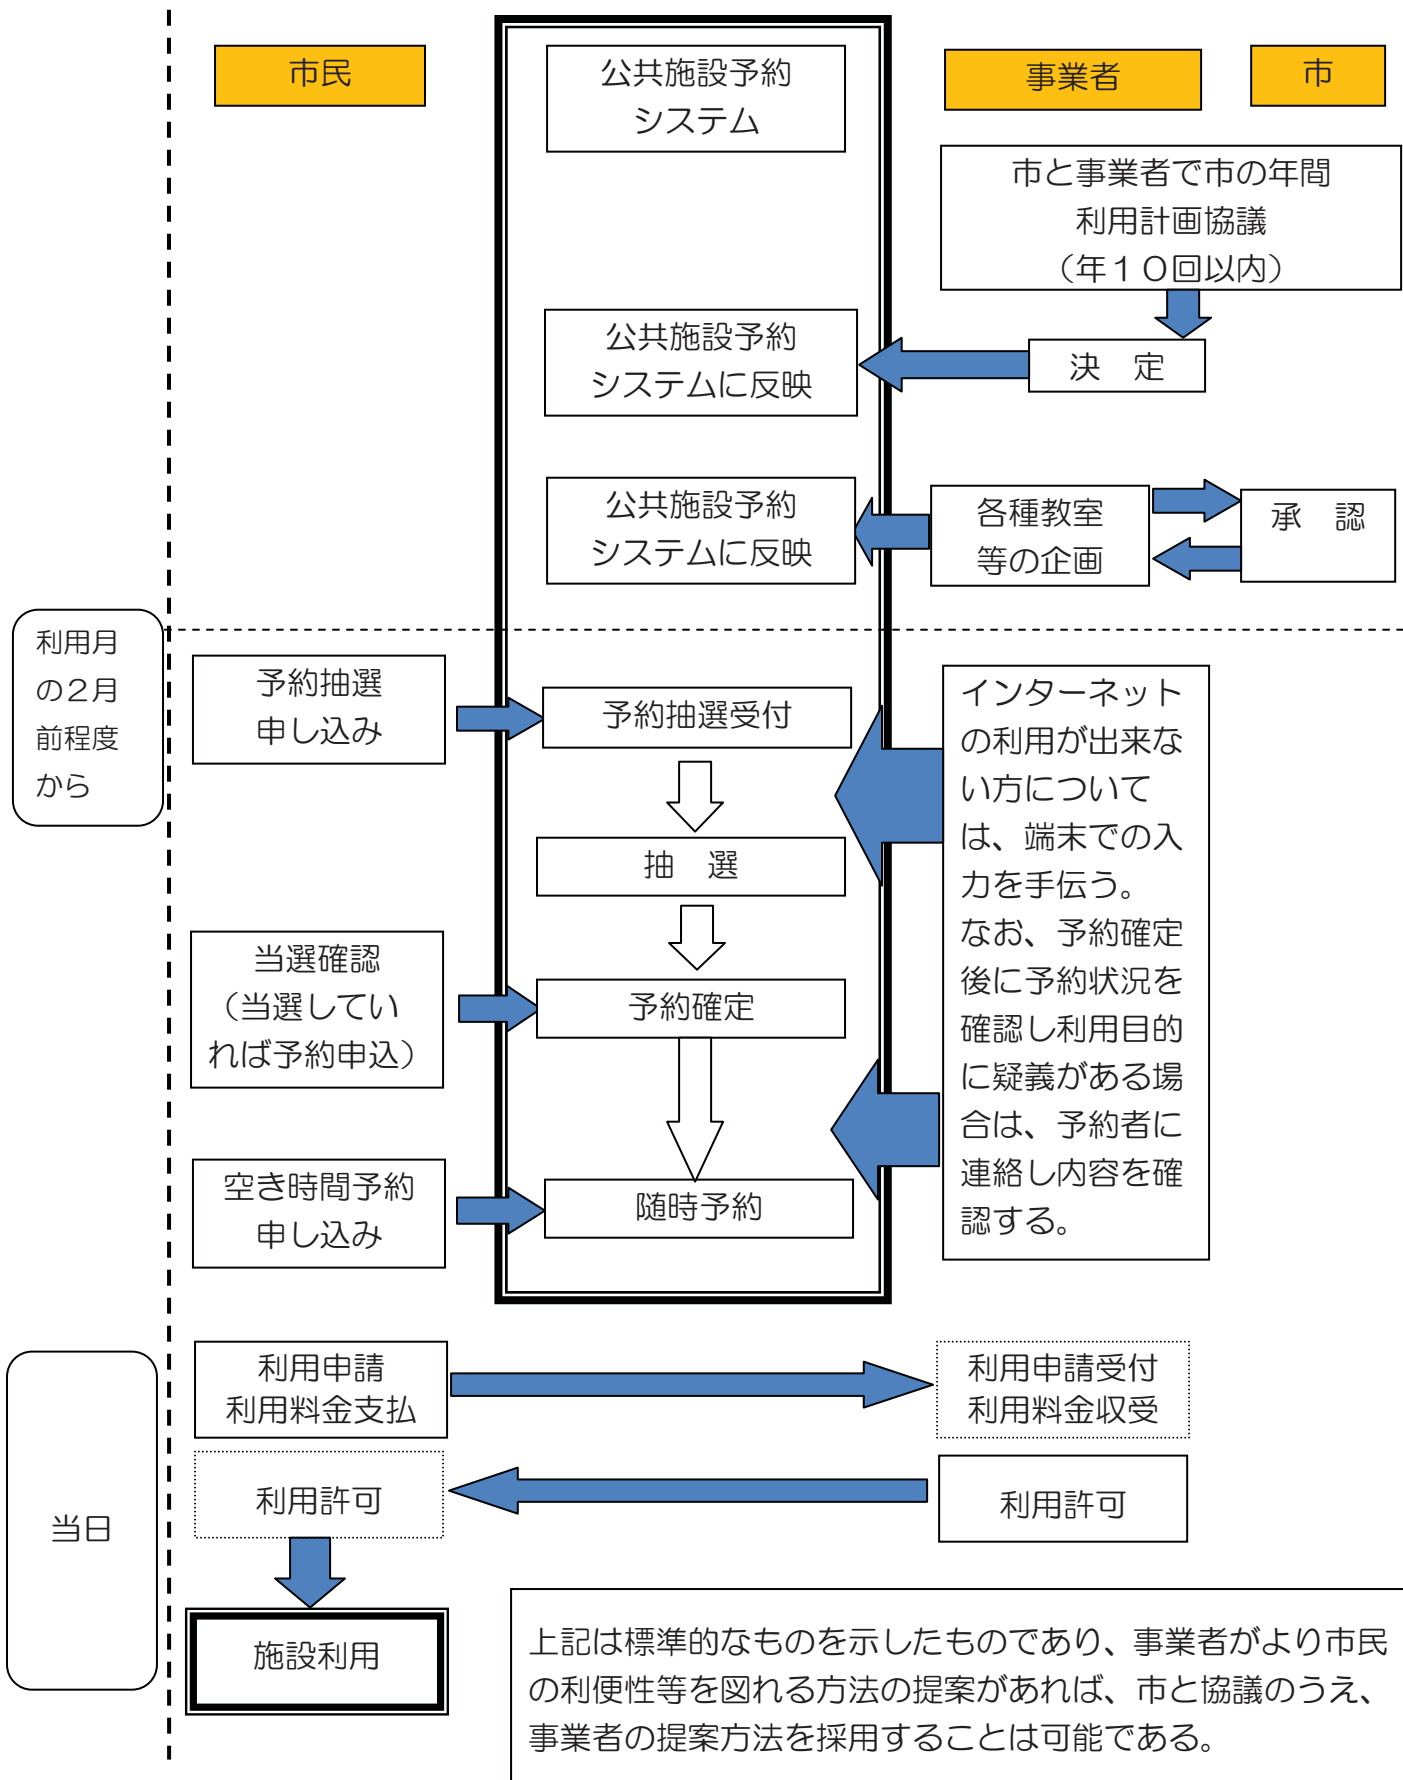 市民
公共施設予約
システム
事業者
市
市と事業者で市の年間
利用計画協議
（年１０回以内）
公共施設予約
システムに反映
決　定
公共施設予約
システムに反映
各種教室
等の企画
承　認
利用月
の２月
前程度
から
予約抽選
申し込み
予約抽選受付
インターネット
の利用が出来な
い方について
は、端末での入
力を手伝う。
なお、予約確定
後に予約状況を
確認し利用目的
に疑義がある場
合は、予約者に
連絡し内容を確
認する。
抽　選
当選確認
（当選してい
れば予約申込）
予約確定
空き時間予約
申し込み
随時予約
当日
利用申請
利用料金支払
利用申請受付
利用料金収受
利用許可
利用許可
施設利用
上記は標準的なものを示したものであり、事業者がより市民
の利便性等を図れる方法の提案があれば、市と協議のうえ、
事業者の提案方法を採用することは可能である。